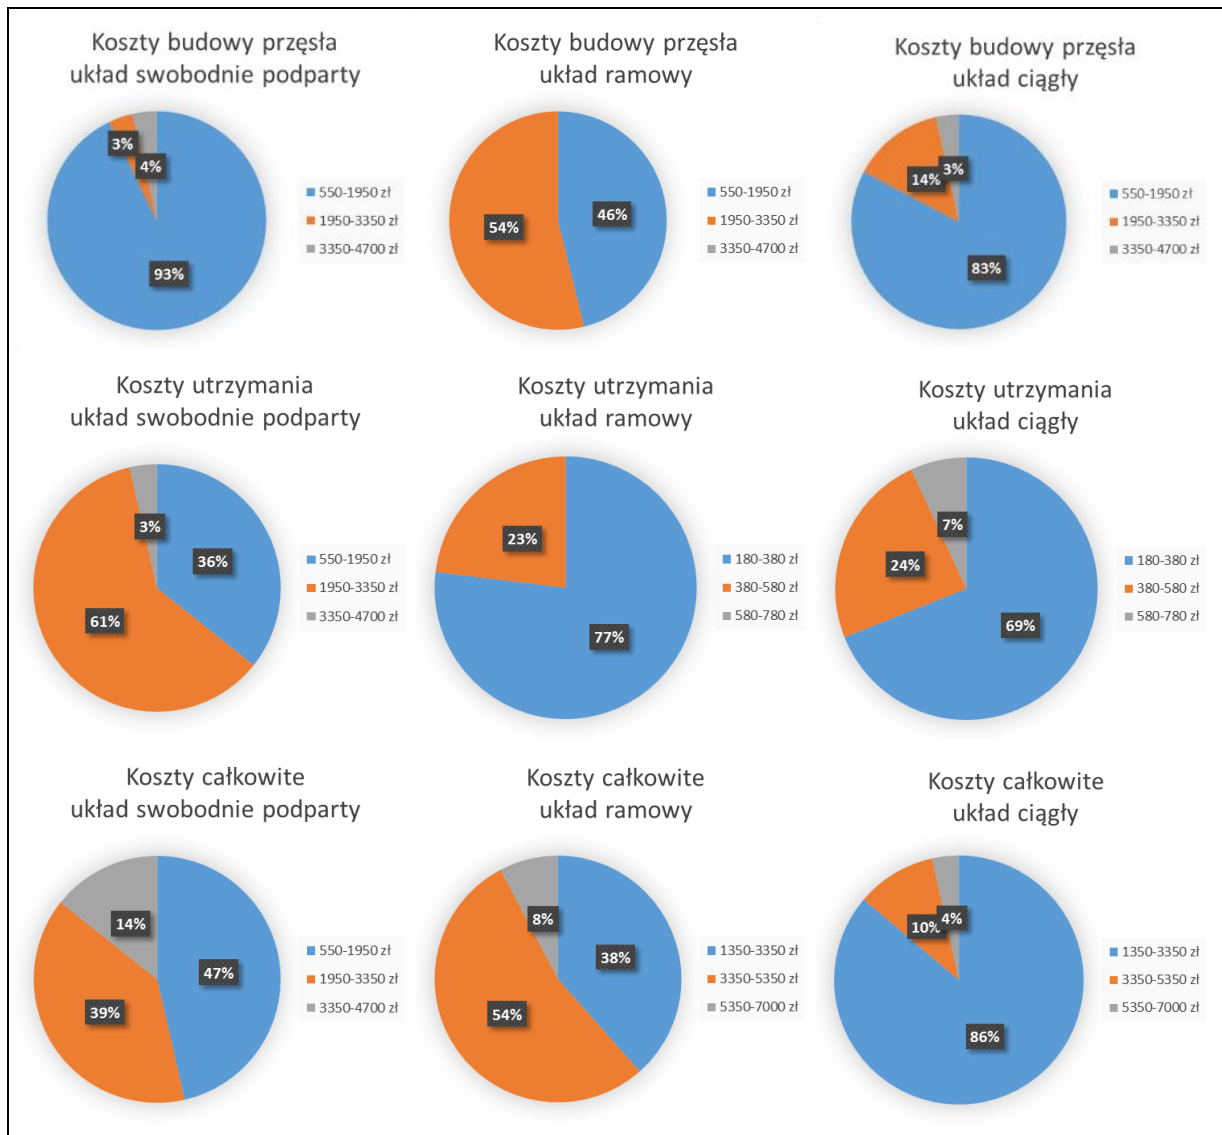 Koszty budowy przęsła
układ swobodnie podparty
3%
4%
93%
550-1950 zł
1950-3350 zł
3350-4700 zł
Koszty budowy przęsła
układ ramowy
54%
46%
550-1950 zł
1950-3350 zł
3350-4700 zł
Koszty budowy przęsła
układ ciągły
14%
3%
83%
550-1950 zł
1950-3350 zł
3350-4700 zł
Koszty utrzymania
układ swobodnie podparty
3%
36%
61%
550-1950 zł
1950-3350 zł
3350-4700 zł
Koszty utrzymania
układ ramowy
23%
77%
180-380 zł
380-580 zł
580-780 zł
Koszty utrzymania
układ ciągły
7%
24%
69%
180-380 zł
380-580 zł
580-780 zł
Koszty całkowite
układ swobodnie podparty
14%
47%
39%
550-1950 zł
1950-3350 zł
3350-4700 zł
Koszty całkowite
układ ramowy
8%
38%
54%
1350-3350 zł
3350-5350 zł
5350-7000 zł
Koszty całkowite
układ ciągły
10%
4%
86%
1350-3350 zł
3350-5350 zł
5350-7000 zł